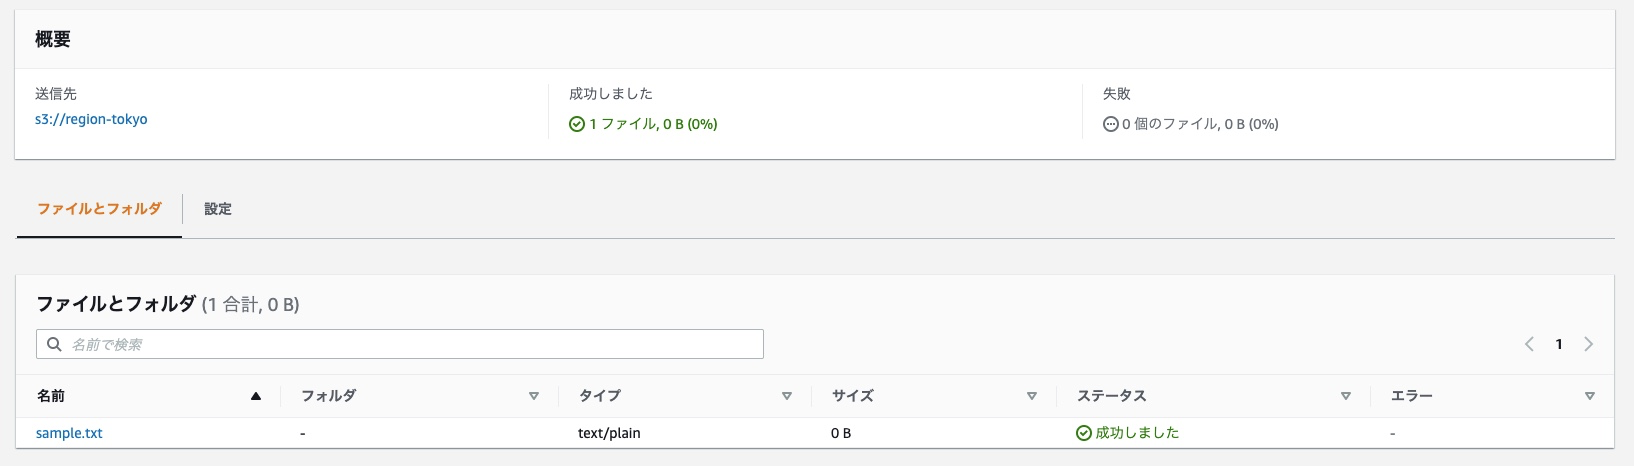 概要
送信先
s3://region-tokyo
成功しました
1 ファイル, 0 B (0%)
失敗
0 個のファイル, 0 B (0%)
ファイルとフォルダ 設定
ファイルとフォルダ (1 合計, 0 B)
名前で検索
1
名前 フォルダ タイプ サイズ ステータス エラー
sample.txt - text/plain 0 B 成功しました -